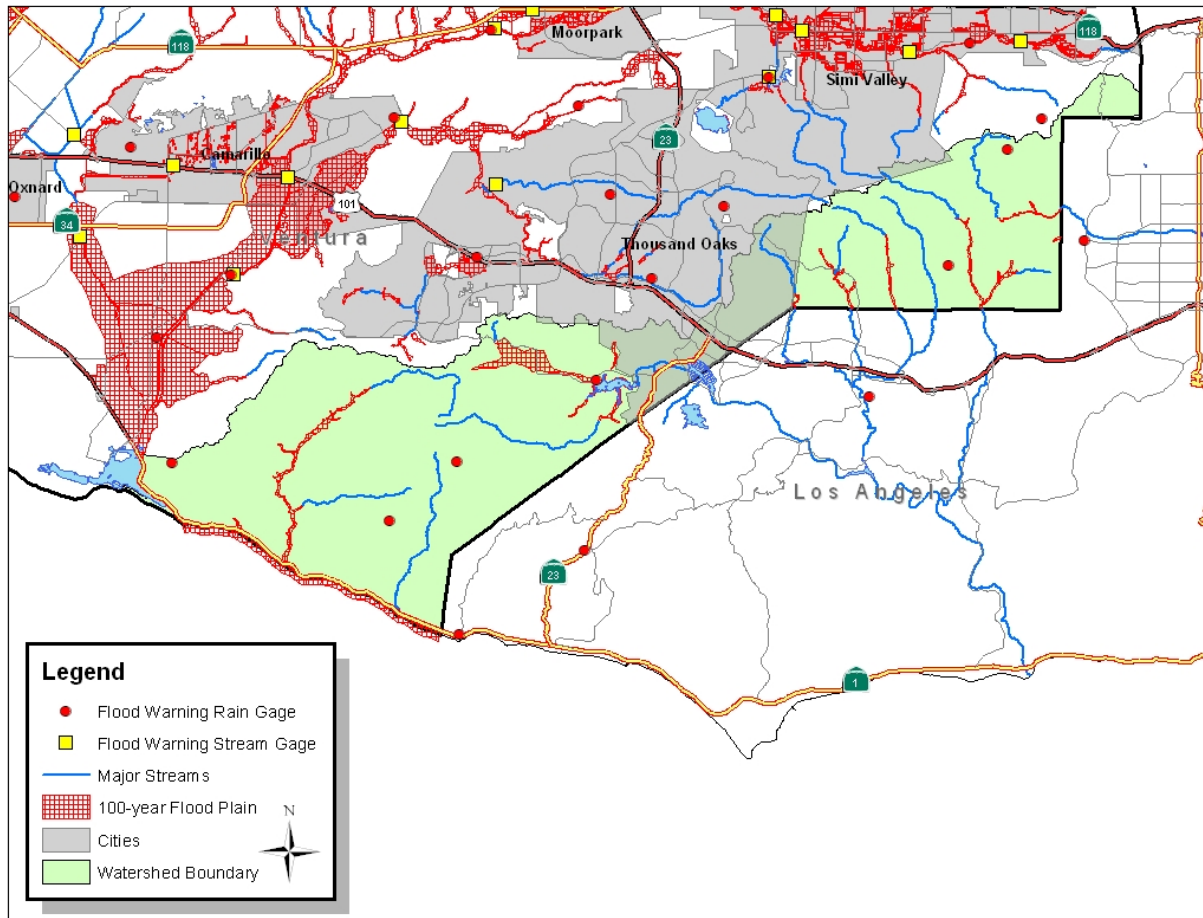 Moorpark
118
118
Simi Valley
23
Camarillo
Oxnard
101
34
Ventura
Thousand Oaks
Los Angeles
23
1
Legend
Flood Warning Rain Gage
Flood Warning Stream Gage
Major Streams
100-year Flood Plain
Cities
Watershed Boundary
N